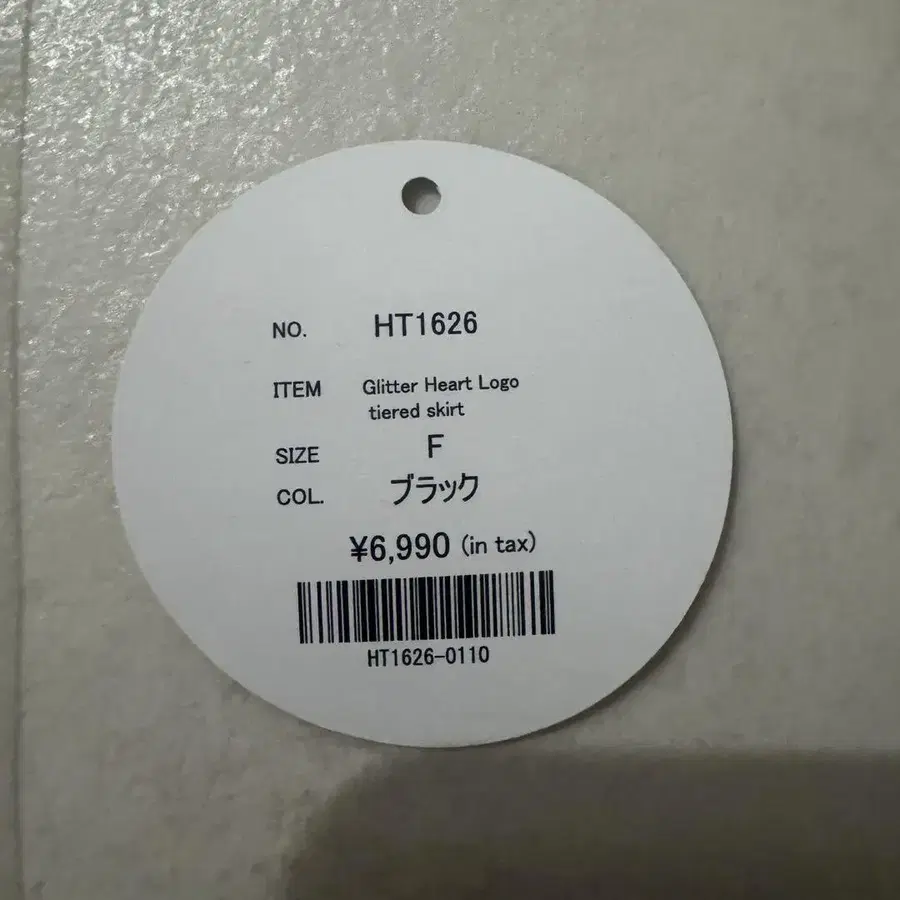 NO. HT1626
ITEM Glitter Heart Logo
tiered skirt
SIZE F
COL. ブラック
¥6,990 (in tax)
HT1626-0110